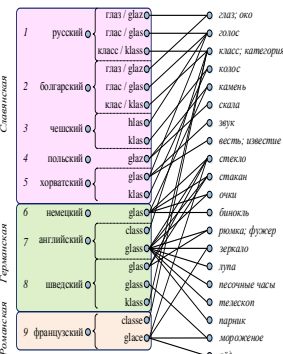 Славянская
Германская
Романская
1 русский
глаз / glaz
глас / glas
класс / klass
2 болгарский
глаз / glaz
глас / glas
клас / klas
3 чешский
hlas
klas
4 польский
glaz
5 хорватский
glas
klas
6 немецкий
glas
7 английский
class
glass
8 шведский
glas
glass
klass
9 французский
classe
glace
глаз; око
голос
класс; категория
колос
камень
скала
звук
весть; известие
стекло
стакан
очки
бинокль
рюмка; фужер
зеркало
лупа
песочные часы
телескоп
парник
мороженое